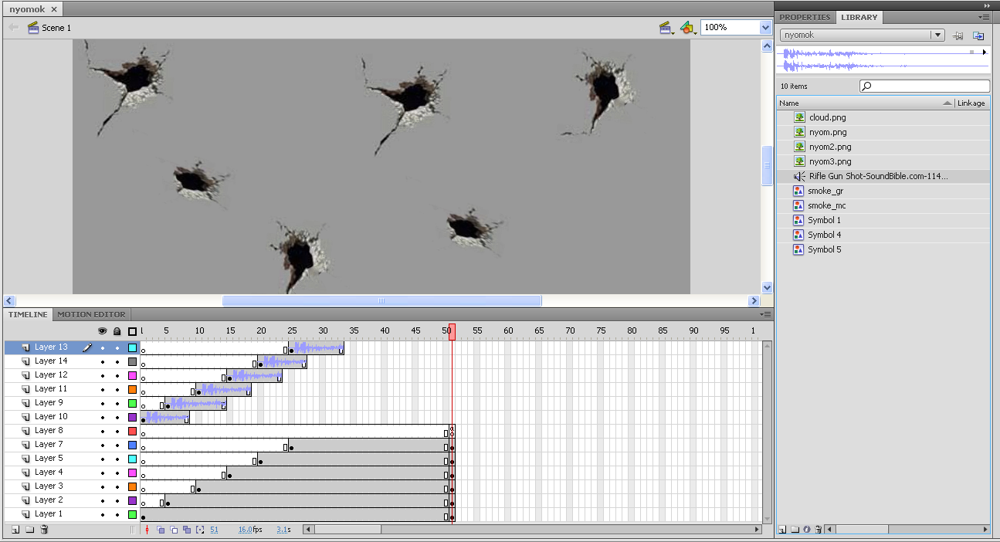 nyomok ×
Scene 1
100%
PROPERTIES LIBRARY
nyomok
10 items
Name Linkage
cloud.png
nyom.png
nyom2.png
nyom3.png
Rifle Gun Shot-SoundBible.com-114...
smoke_gr
smoke_mc
Symbol 1
Symbol 4
Symbol 5
TIMELINE MOTION EDITOR
1 5 10 15 20 25 30 35 40 45 50 55 60 65 70 75 80 85 90 95 1
Layer 13
Layer 14
Layer 12
Layer 11
Layer 9
Layer 10
Layer 8
Layer 7
Layer 5
Layer 4
Layer 3
Layer 2
Layer 1
51 16.0fps 3.1s